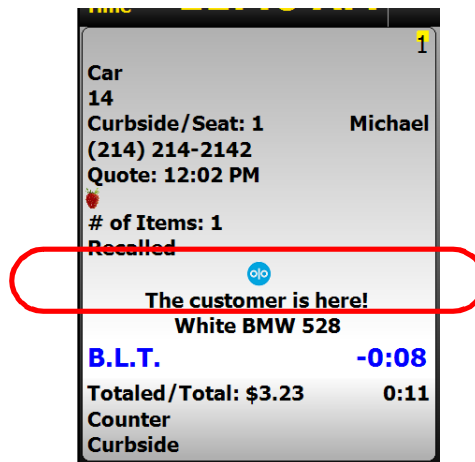 Time
1
Car
14
Curbside/Seat: 1 Michael
(214) 214-2142
Quote: 12:02 PM
# of Items: 1
Recalled
The customer is here!
White BMW 528
B.L.T. -0:08
Totaled/Total: $3.23 0:11
Counter
Curbside